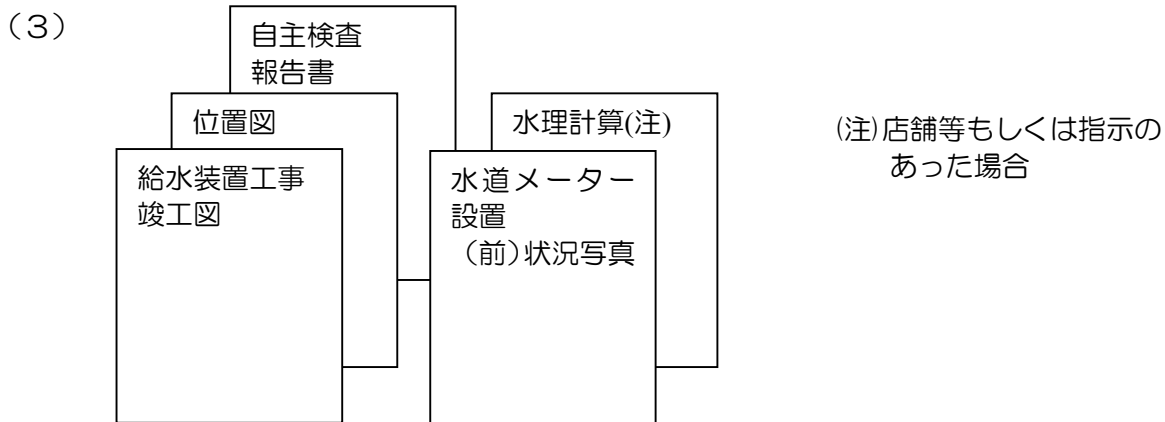 （３）
自主検査
報告書
位置図
給水装置工事
竣工図
水理計算(注)
水道メーター
設置
（前）状況写真
(注)店舗等もしくは指示の
あった場合